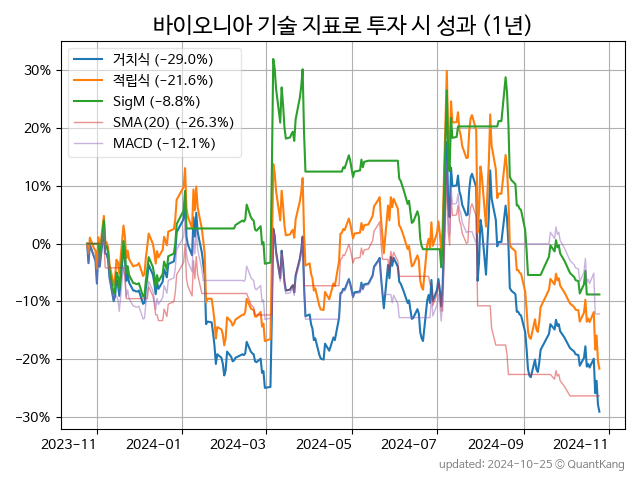 바이오니아 기술 지표로 투자 시 성과 (1년)
거치식 (−29.0%)
적립식 (−21.6%)
SigM (−8.8%)
SMA(20) (−26.3%)
MACD (−12.1%)
30%
20%
10%
0%
−10%
−20%
−30%
2023−11 2024−01 2024−03 2024−05 2024−07 2024−09 2024−11
updated: 2024-10-25 © QuantKang